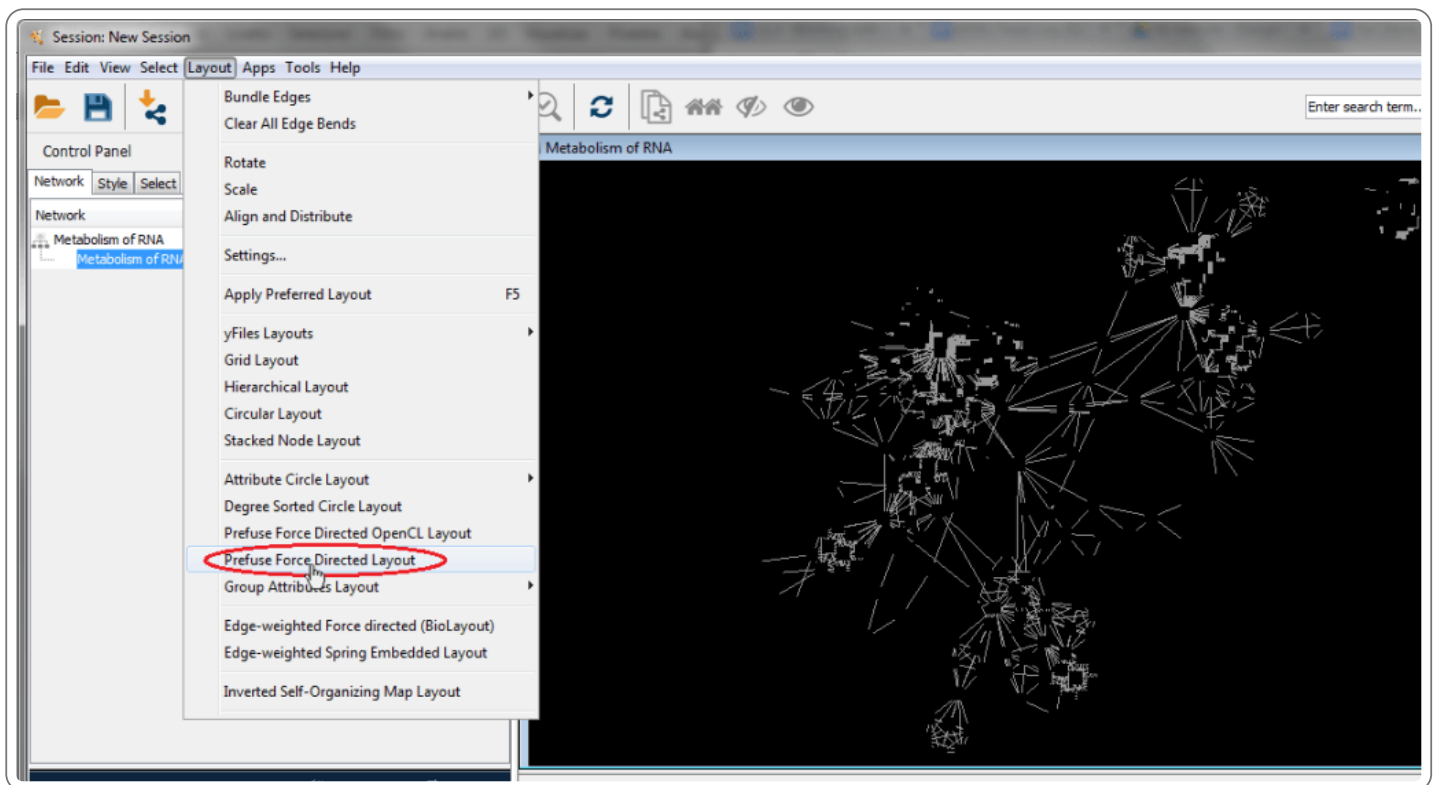 Session: New Session
File Edit View Select Layout Apps Tools Help
Bundle Edges
Clear All Edge Bends
Rotate
Scale
Align and Distribute
Settings...
Apply Preferred Layout F5
yFiles Layouts
Grid Layout
Hierarchical Layout
Circular Layout
Stacked Node Layout
Attribute Circle Layout
Degree Sorted Circle Layout
Prefuse Force Directed OpenCL Layout
Prefuse Force Directed Layout
Group Attributes Layout
Edge-weighted Force directed (BioLayout)
Edge-weighted Spring Embedded Layout
Inverted Self-Organizing Map Layout
Enter search term..
Control Panel
Network Style Select
Network
Metabolism of RNA
Metabolism of RNA
Metabolism of RNA